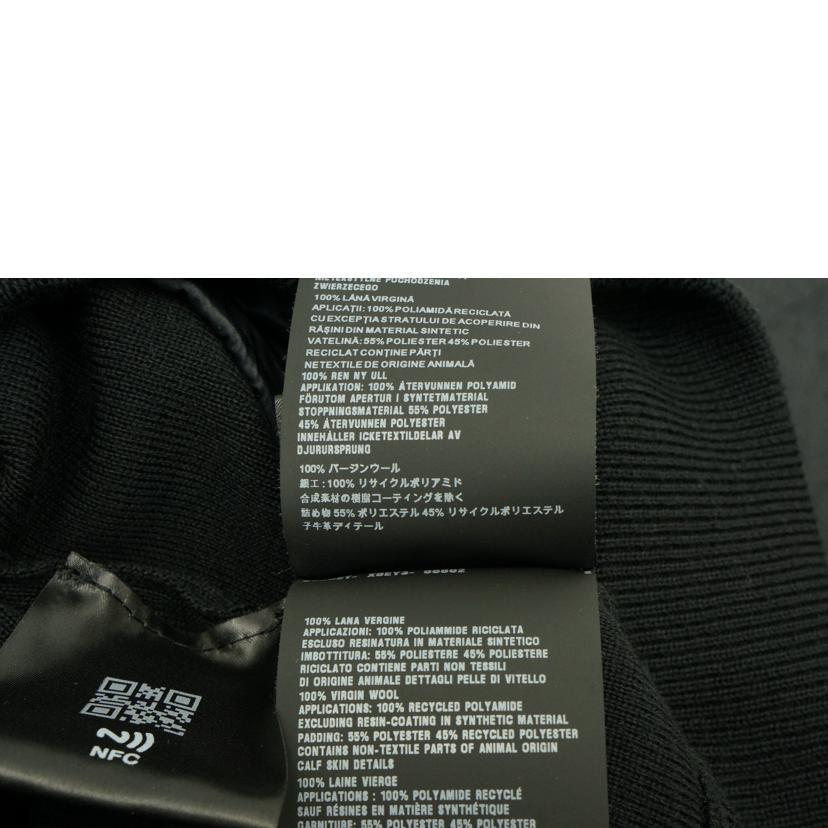 NIETEKSTYLNE POCHODZENIA
ZWIERZECEGO
100% LÂNĂ VIRGINĂ
APLICAȚII: 100% POLIAMIDĂ RECICLATĂ
CU EXCEPȚIA STRATULUI DE ACOPERIRE DIN
RĂȘINI DIN MATERIAL SINTETIC
VATELINĂ: 55% POLIESTER 45% POLIESTER
RECICLAT CONȚINE PĂRȚI
NETEXTILE DE ORIGINE ANIMALĂ
100% REN NY ULL
APPLIKATION: 100% ÅTERVUNNEN POLYAMID
FÖRUTOM APERTUR I SYNTETMATERIAL
STOPPNINGSMATERIAL 55% POLYESTER
45% ÅTERVUNNEN POLYESTER
INNEHÅLLER ICKETEXTILDELAR AV
DJURURSPRUNG
100% バージンウール
細工:100% リサイクルポリアミド
合成素材の樹脂コーティングを除く
詰め物 55% ポリエステル 45% リサイクルポリエステル
子牛革ディテール
100% LANA VERGINE
APPLICAZIONI: 100% POLIAMMIDE RICICLATA
ESCLUSO RESINATURA IN MATERIALE SINTETICO
IMBOTTITURA: 55% POLIESTERE 45% POLIESTERE
RICICLATO CONTIENE PARTI NON TESSILI
DI ORIGINE ANIMALE DETTAGLI PELLE DI VITELLO
100% VIRGIN WOOL
APPLICATIONS: 100% RECYCLED POLYAMIDE
EXCLUDING RESIN-COATING IN SYNTHETIC MATERIAL
PADDING: 55% POLYESTER 45% RECYCLED POLYESTER
CONTAINS NON-TEXTILE PARTS OF ANIMAL ORIGIN
CALF SKIN DETAILS
100% LAINE VIERGE
APPLICATIONS : 100% POLYAMIDE RECYCLÉ
SAUF RÉSINES EN MATIÈRE SYNTHÉTIQUE
GARNITURE: 55% POLYESTER 45% POLYESTER
NFC